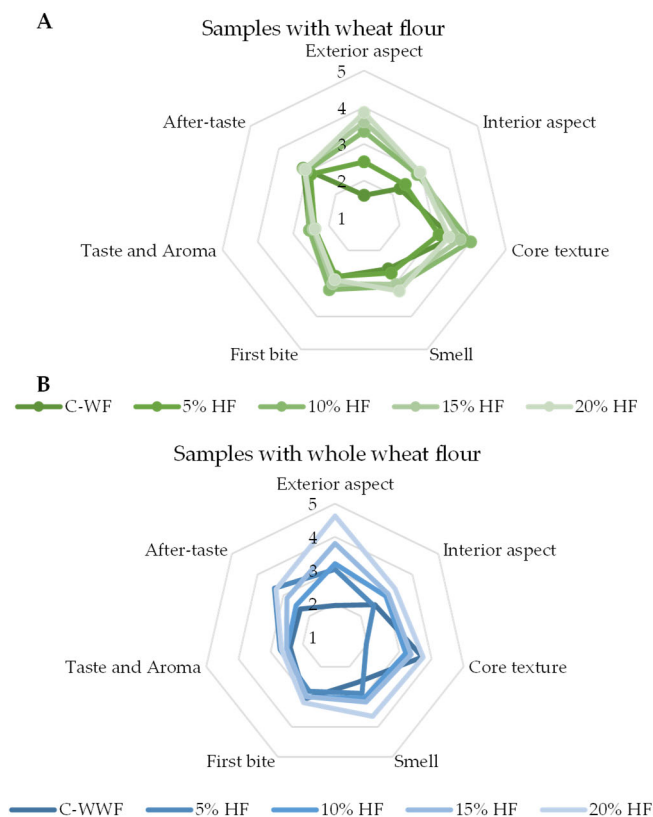 A
Samples with wheat flour
Exterior aspect
5
After-taste
4
Interior aspect
3
2
1
Taste and Aroma
Core texture
First bite
Smell
B
C-WF 5% HF 10% HF 15% HF 20% HF
Samples with whole wheat flour
Exterior aspect
5
After-taste
4
Interior aspect
3
2
1
Taste and Aroma
Core texture
First bite
Smell
C-WWF 5% HF 10% HF 15% HF 20% HF